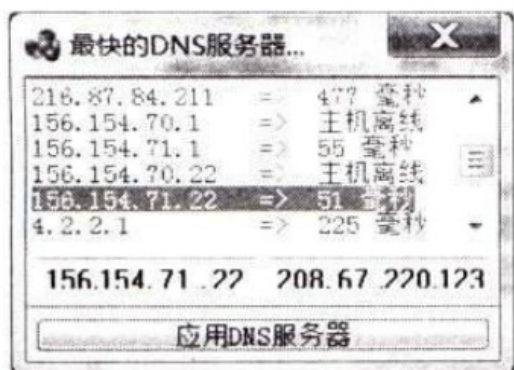 最快的DNS服务器...
216.87.84.211 => 477 毫秒
156.154.70.1 => 主机离线
156.154.71.1 => 55 毫秒
156.154.70.22 => 主机离线
156.154.71.22 => 51 毫秒
4.2.2.1 => 225 毫秒
156.154.71.22 208.67.220.123
应用DNS服务器